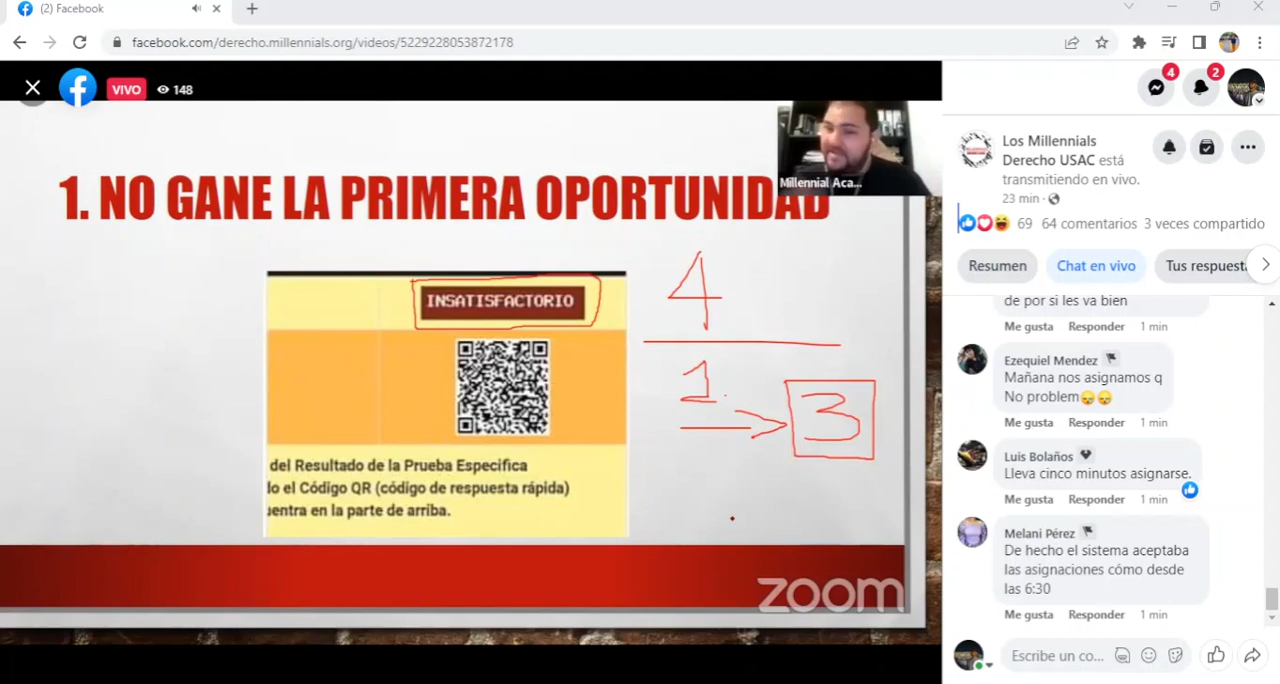 (2) Facebook
facebook.com/derecho.millennials.org/videos/5229228053872178
VIVO 148
Millennial Aca...
1. NO GANE LA PRIMERA OPORTUNIDAD
INSATISFACTORIO
del Resultado de la Prueba Especifica
lo el Código QR (código de respuesta rápida)
uentra en la parte de arriba.
4
1
3
zoom
4
2
Los Millennials
Derecho USAC está
transmitiendo en vivo.
23 min ·
69 64 comentarios 3 veces compartido
Resumen Chat en vivo Tus respuesta
de por si les va bien
Me gusta Responder 1 min
Ezequiel Mendez
Mañana nos asignamos q
No problem
Me gusta Responder 1 min
Luis Bolaños
Lleva cinco minutos asignarse.
Me gusta Responder 1 min
Melani Pérez
De hecho el sistema aceptaba
las asignaciones cómo desde
las 6:30
Me gusta Responder 1 min
Escribe un co...